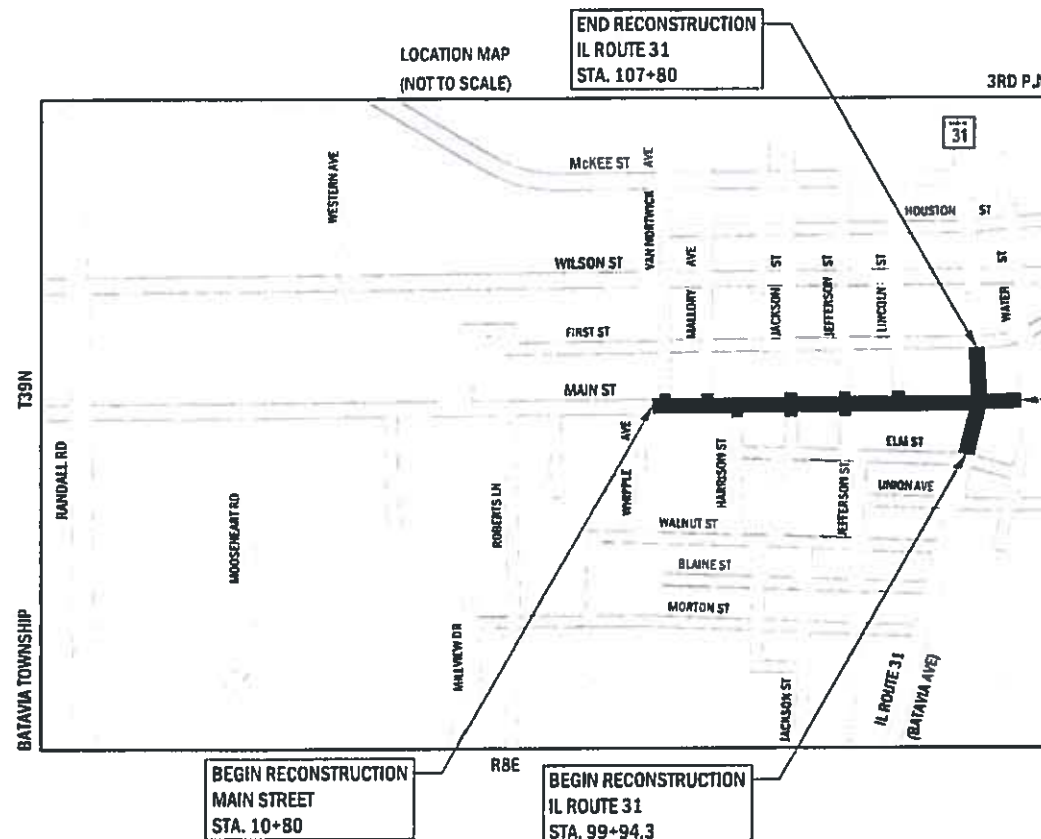 END RECONSTRUCTION
IL ROUTE 31
STA. 107+80
LOCATION MAP
(NOT TO SCALE)
3RD P.
31
McKEE ST
VAN NORTWICK AVE
WESTERN AVE
HOUSTON ST
WILSON ST
MALLORY AVE
JACKSON ST
JEFFERSON ST
LINCOLN ST
WATER ST
FIRST ST
MAIN ST
T39N
RANDALL RD
MOOSEHEART RD
ROBERTS LN
WHIPPLE AVE
HARRISON ST
ELM ST
JEFFERSON ST
UNION AVE
WALNUT ST
BLAINE ST
MORTON ST
BATAVIA TOWNSHIP
MILLVIEW DR
JACKSON ST
IL ROUTE 31
(BATAVIA AVE)
R8E
BEGIN RECONSTRUCTION
MAIN STREET
STA. 10+80
BEGIN RECONSTRUCTION
IL ROUTE 31
STA. 99+94.3